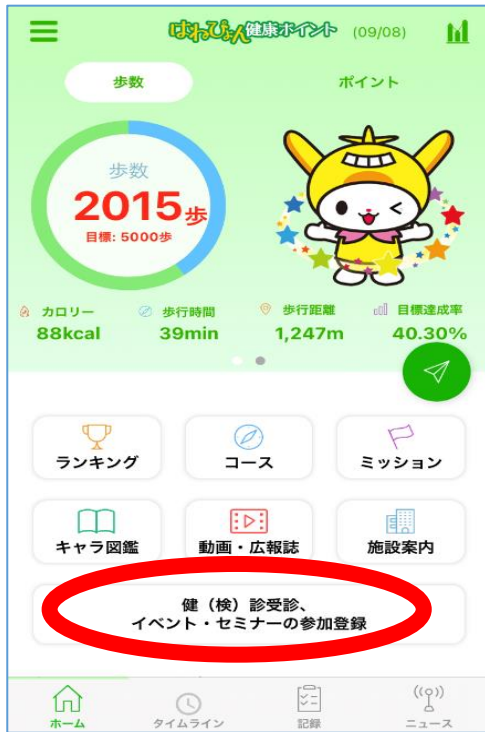 はねぴょん健康ポイント (09/08)
歩数
ポイント
歩数
2015歩
目標: 5000歩
カロリー
歩行時間
歩行距離
目標達成率
88kcal
39min
1,247m
40.30%
ランキング
コース
ミッション
キャラ図鑑
動画・広報誌
施設案内
健（検）診受診、
イベント・セミナーの参加登録
ホーム
タイムライン
記録
ニュース